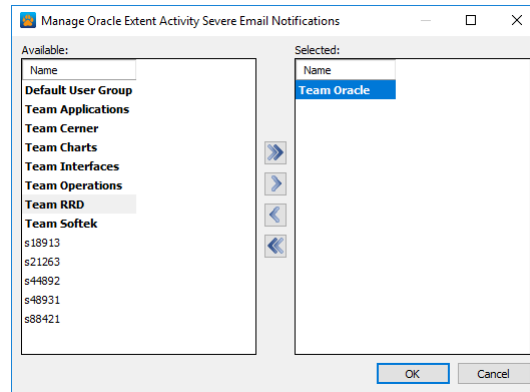 Manage Oracle Extent Activity Severe Email Notifications
Available:
Name
Default User Group
Team Applications
Team Cerner
Team Charts
Team Interfaces
Team Operations
Team RRD
Team Softek
s18913
s21263
s44892
s48931
s88421
Selected:
Name
Team Oracle
OK
Cancel